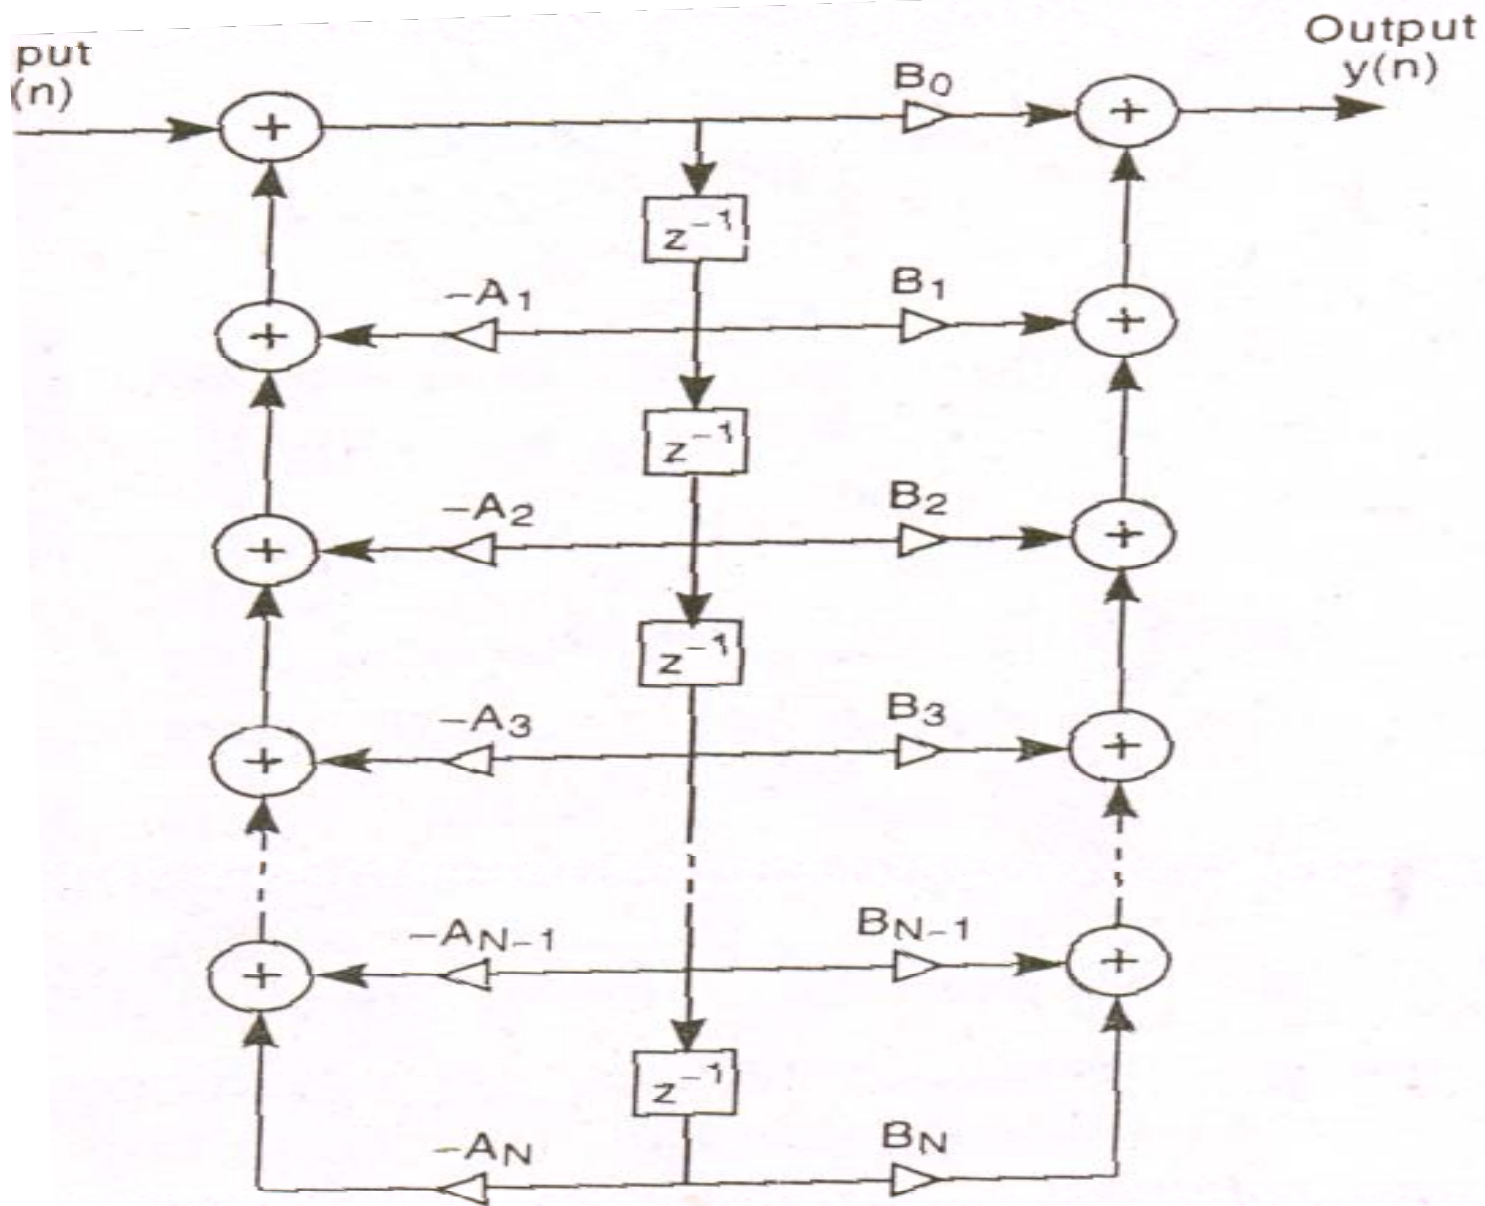 put
(n)
Output
y(n)
B0
+
+
z⁻¹
-A1
B1
+
+
z⁻¹
-A2
B2
+
+
z⁻¹
-A3
B3
+
+
-AN-1
BN-1
+
+
z⁻¹
-AN
BN